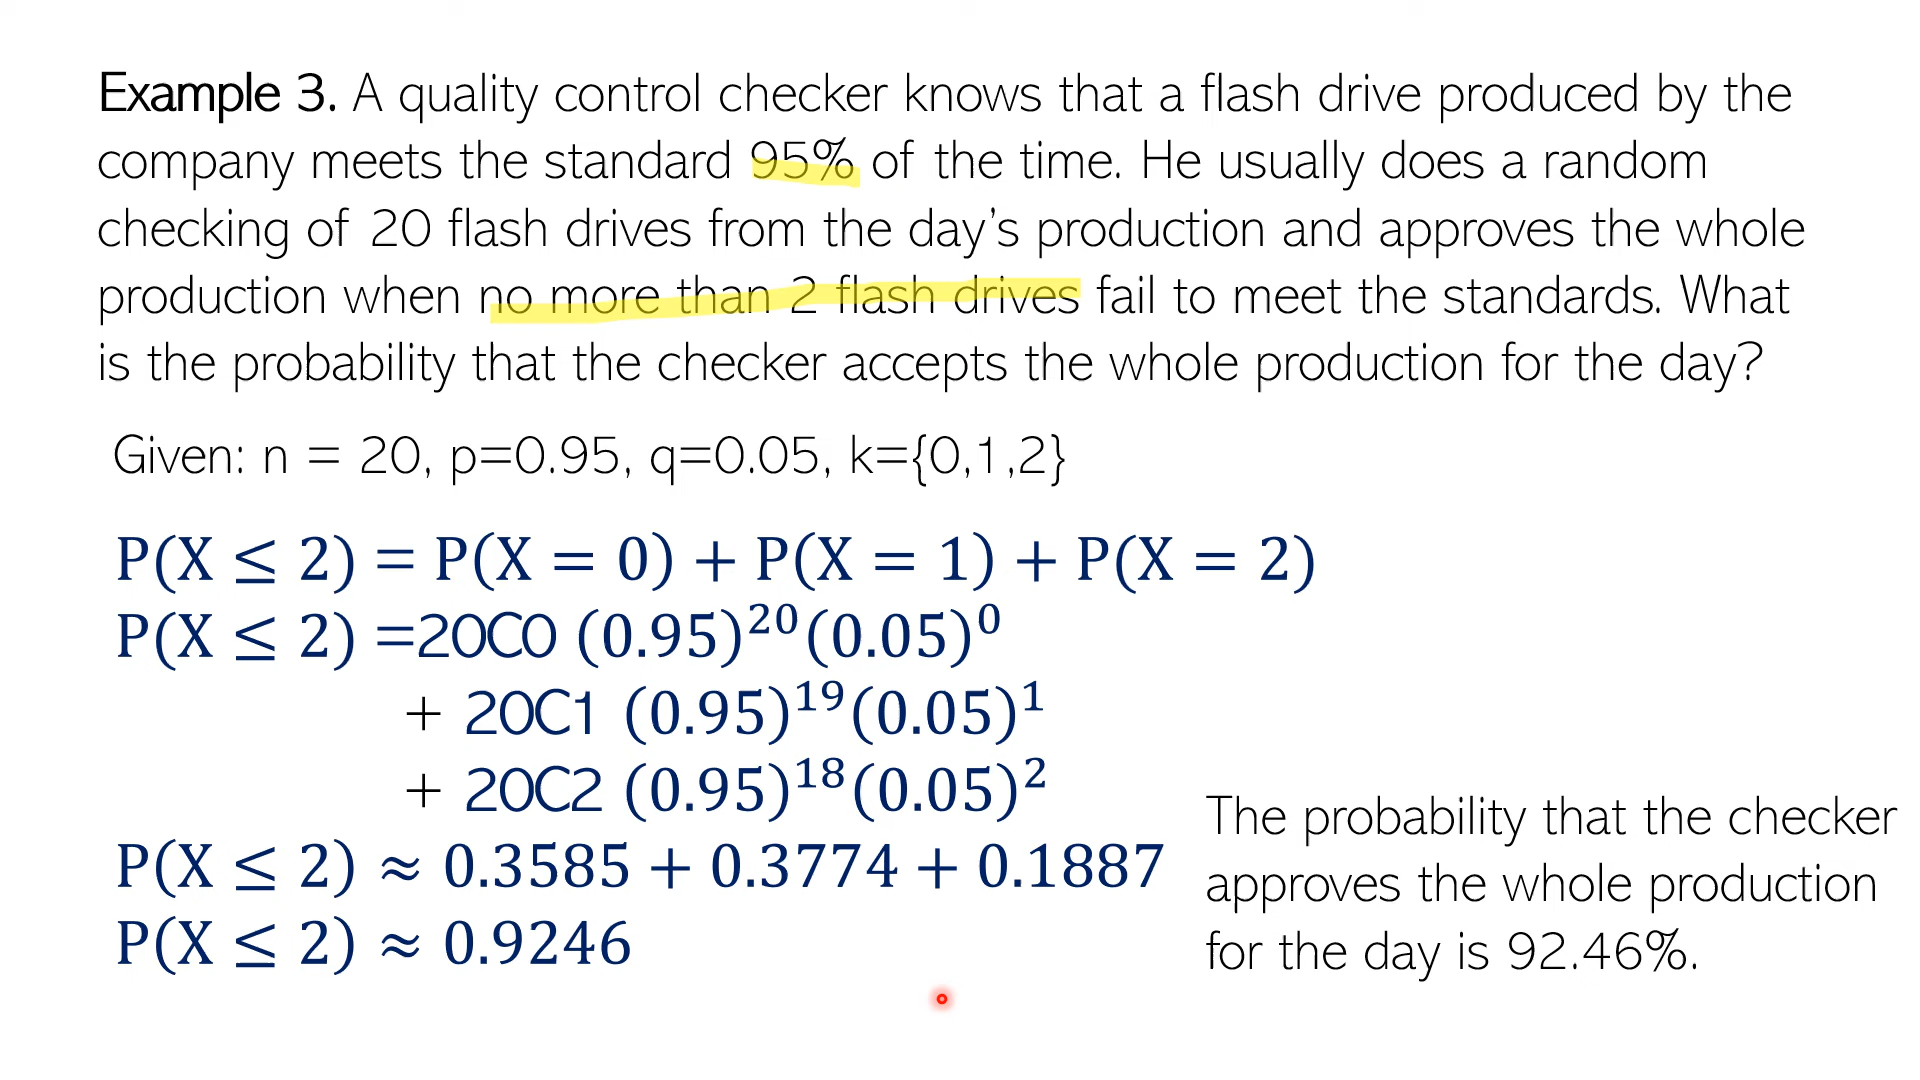 Example 3. A quality control checker knows that a flash drive produced by the
company meets the standard 95% of the time. He usually does a random
checking of 20 flash drives from the day’s production and approves the whole
production when no more than 2 flash drives fail to meet the standards. What
is the probability that the checker accepts the whole production for the day?
Given: n = 20, p=0.95, q=0.05, k={0,1,2}
P(X ≤ 2) = P(X = 0) + P(X = 1) + P(X = 2)
P(X ≤ 2) =20C0 (0.95)²⁰(0.05)⁰
+ 20C1 (0.95)¹⁹(0.05)¹
+ 20C2 (0.95)¹⁸(0.05)²
P(X ≤ 2) ≈ 0.3585 + 0.3774 + 0.1887
P(X ≤ 2) ≈ 0.9246
The probability that the checker
approves the whole production
for the day is 92.46%.